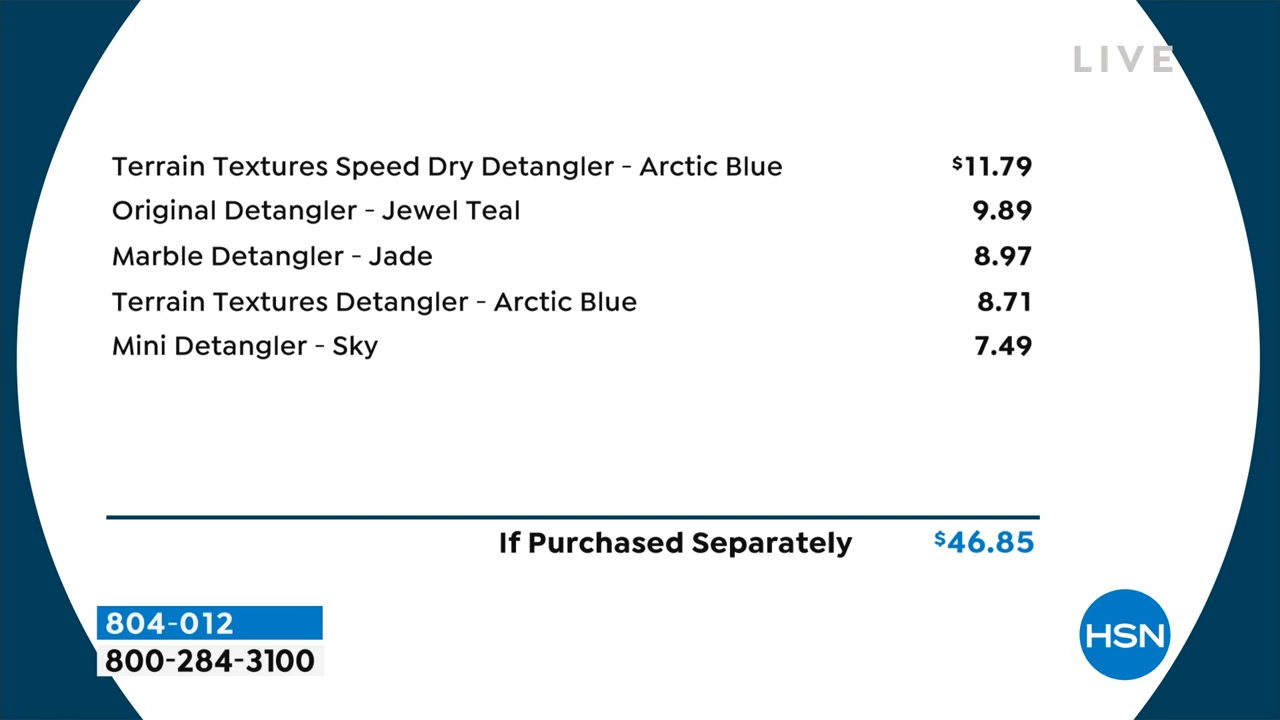 LIVE
Terrain Textures Speed Dry Detangler - Arctic Blue $11.79
Original Detangler - Jewel Teal 9.89
Marble Detangler - Jade 8.97
Terrain Textures Detangler - Arctic Blue 8.71
Mini Detangler - Sky 7.49
If Purchased Separately $46.85
804-012
800-284-3100
HSN